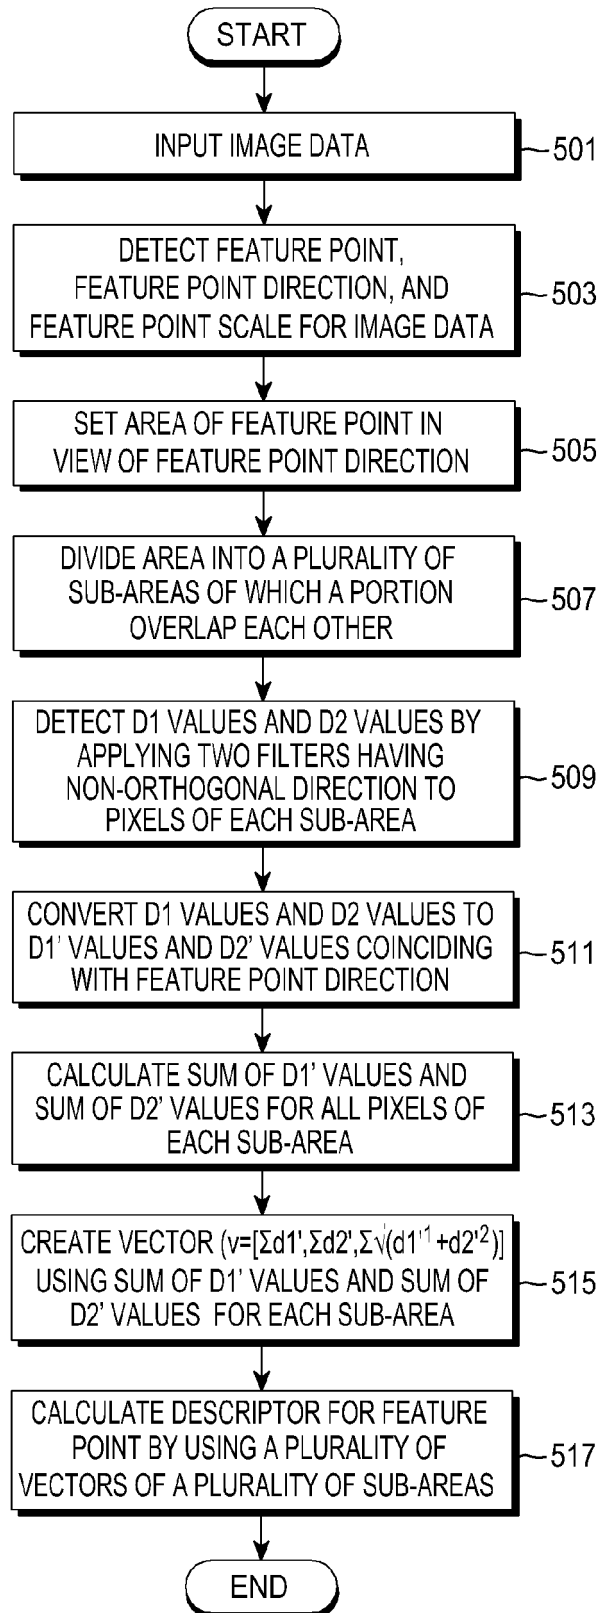 START
INPUT IMAGE DATA
501
DETECT FEATURE POINT,
FEATURE POINT DIRECTION, AND
FEATURE POINT SCALE FOR IMAGE DATA
503
SET AREA OF FEATURE POINT IN
VIEW OF FEATURE POINT DIRECTION
505
DIVIDE AREA INTO A PLURALITY OF
SUB-AREAS OF WHICH A PORTION
OVERLAP EACH OTHER
507
DETECT D1 VALUES AND D2 VALUES BY
APPLYING TWO FILTERS HAVING
NON-ORTHOGONAL DIRECTION TO
PIXELS OF EACH SUB-AREA
509
CONVERT D1 VALUES AND D2 VALUES TO
D1' VALUES AND D2' VALUES COINCIDING
WITH FEATURE POINT DIRECTION
511
CALCULATE SUM OF D1' VALUES AND
SUM OF D2' VALUES FOR ALL PIXELS OF
EACH SUB-AREA
513
CREATE VECTOR (v=[Σd1',Σd2',Σ√(d1'¹+d2'²)]
USING SUM OF D1' VALUES AND SUM OF
D2' VALUES FOR EACH SUB-AREA
515
CALCULATE DESCRIPTOR FOR FEATURE
POINT BY USING A PLURALITY OF
VECTORS OF A PLURALITY OF SUB-AREAS
517
END